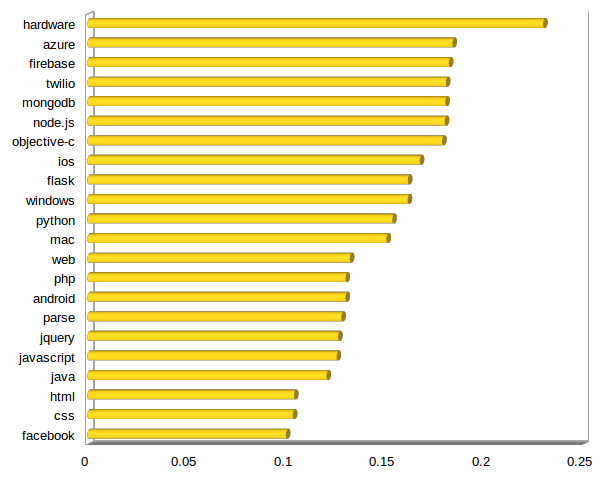 hardware
azure
firebase
twilio
mongodb
node.js
objective-c
ios
flask
windows
python
mac
web
php
android
parse
jquery
javascript
java
html
css
facebook
0 0.05 0.1 0.15 0.2 0.25